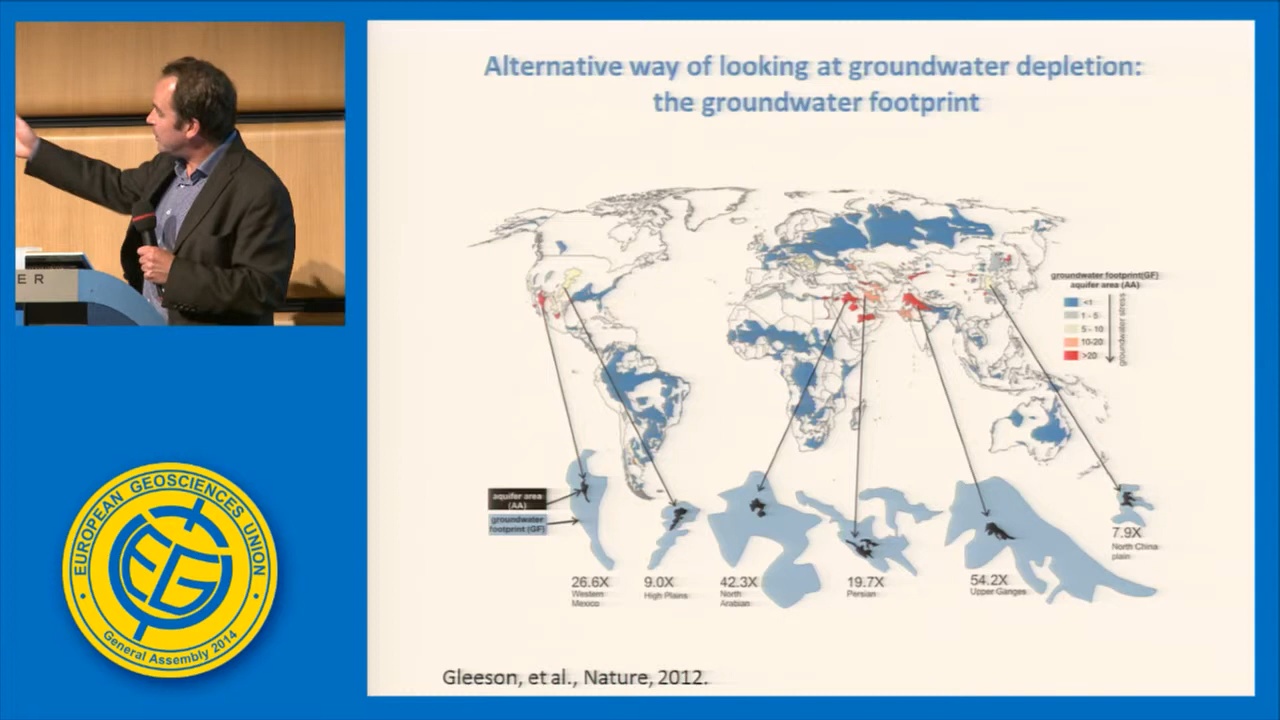 Alternative way of looking at groundwater depletion:
the groundwater footprint
E R
groundwater footprint(GF)
aquifer area (AA)
<1
1 - 5
5 - 10
10-20
>20
groundwater stress
aquifer area
(AA)
groundwater
footprint (GF)
26.6X
Western
Mexico
9.0X
High Plains
42.3X
North
Arabian
19.7X
Persian
54.2X
Upper Ganges
7.9X
North China
plain
Gleeson, et al., Nature, 2012.
EUROPEAN GEOSCIENCES UNION
EGU
General Assembly 2014